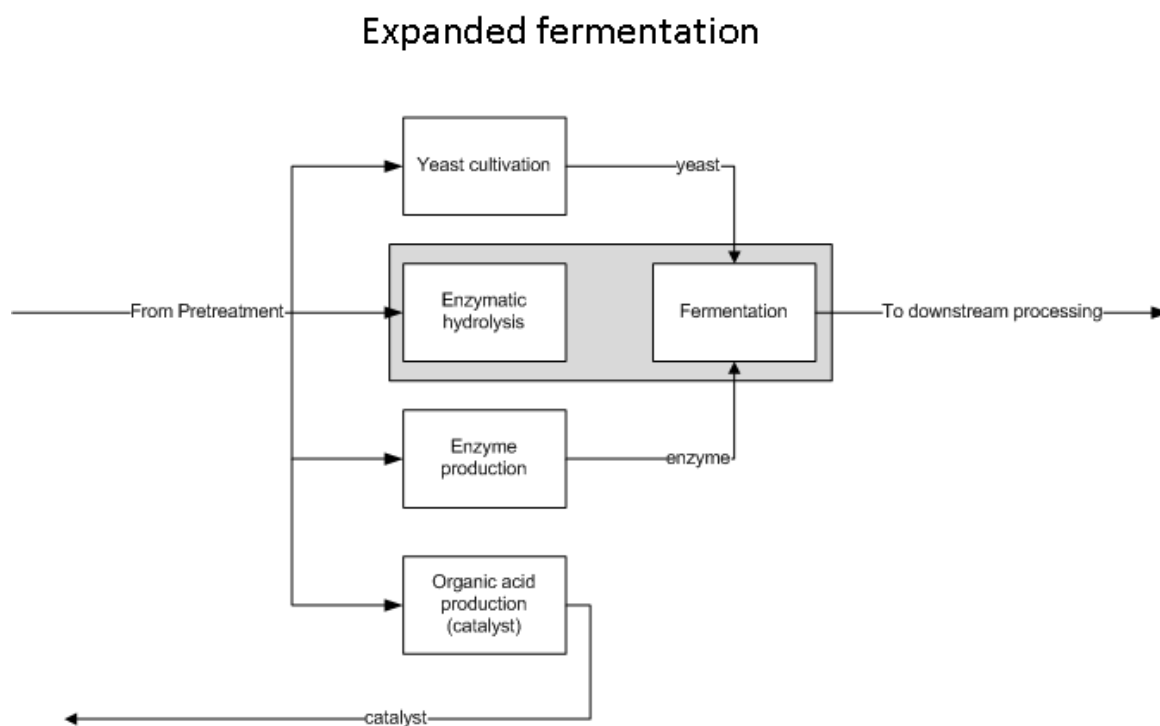 Expanded fermentation
Yeast cultivation
yeast
From Pretreatment
Enzymatic
hydrolysis
Fermentation
To downstream processing
Enzyme
production
enzyme
Organic acid
production
(catalyst)
catalyst